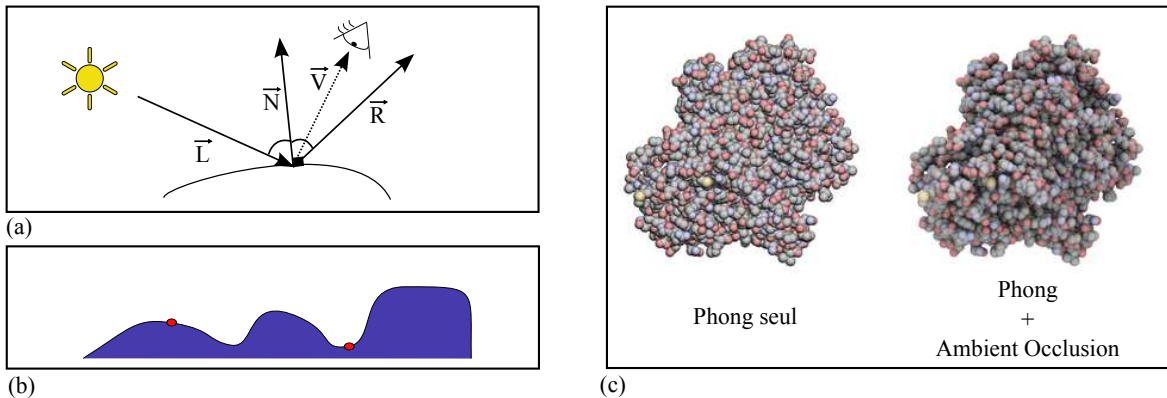 L
N
V
R
(a)
(b)
Phong seul
Phong
+
Ambient Occlusion
(c)